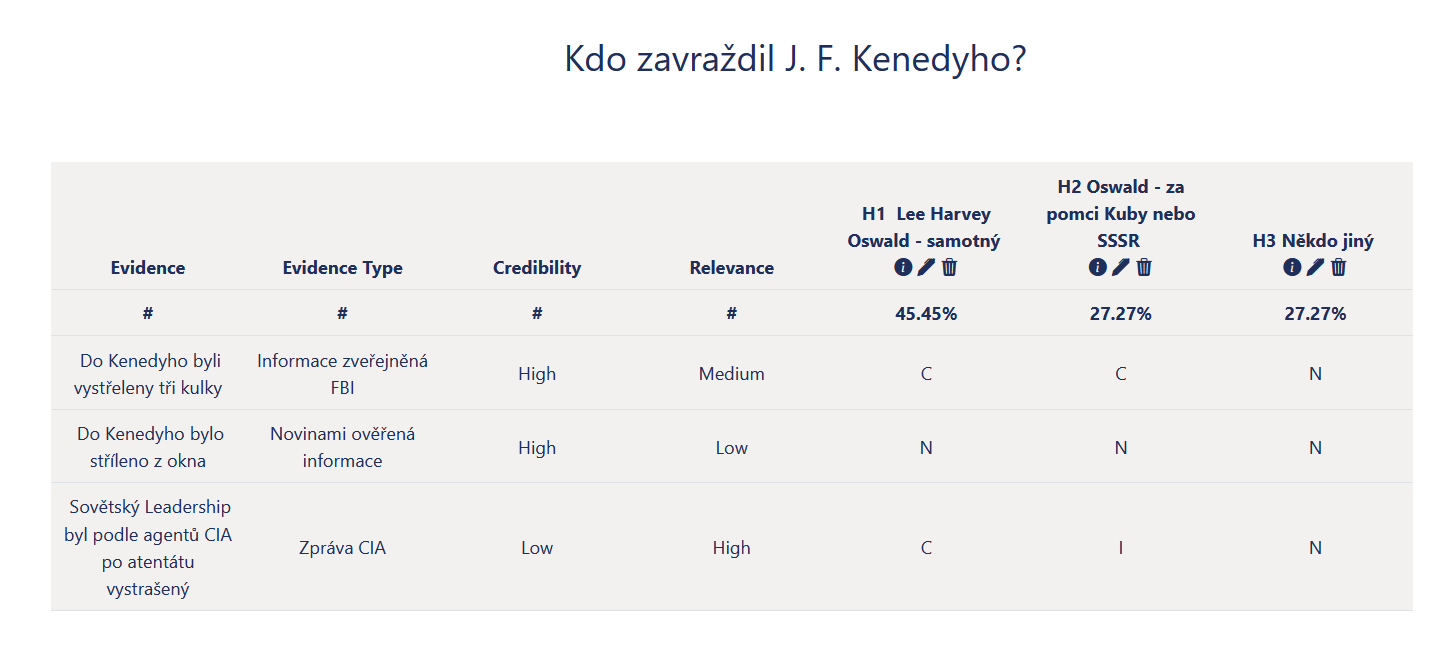 Kdo zavraždil J. F. Kenedyho?
H2 Oswald - za
H1 Lee Harvey pomci Kuby nebo
Oswald - samotný SSSR H3 Někdo jiný
Evidence Evidence Type Credibility Relevance
# # # # 45.45% 27.27% 27.27%
Do Kenedyho byli Informace zveřejněná
vystřeleny tři kulky FBI High Medium C C N
Do Kenedyho bylo Novinami ověřená
stříleno z okna informace High Low N N N
Sovětský Leadership
byl podle agentů CIA
po atentátu
vystrašený
Zpráva CIA Low High C I N